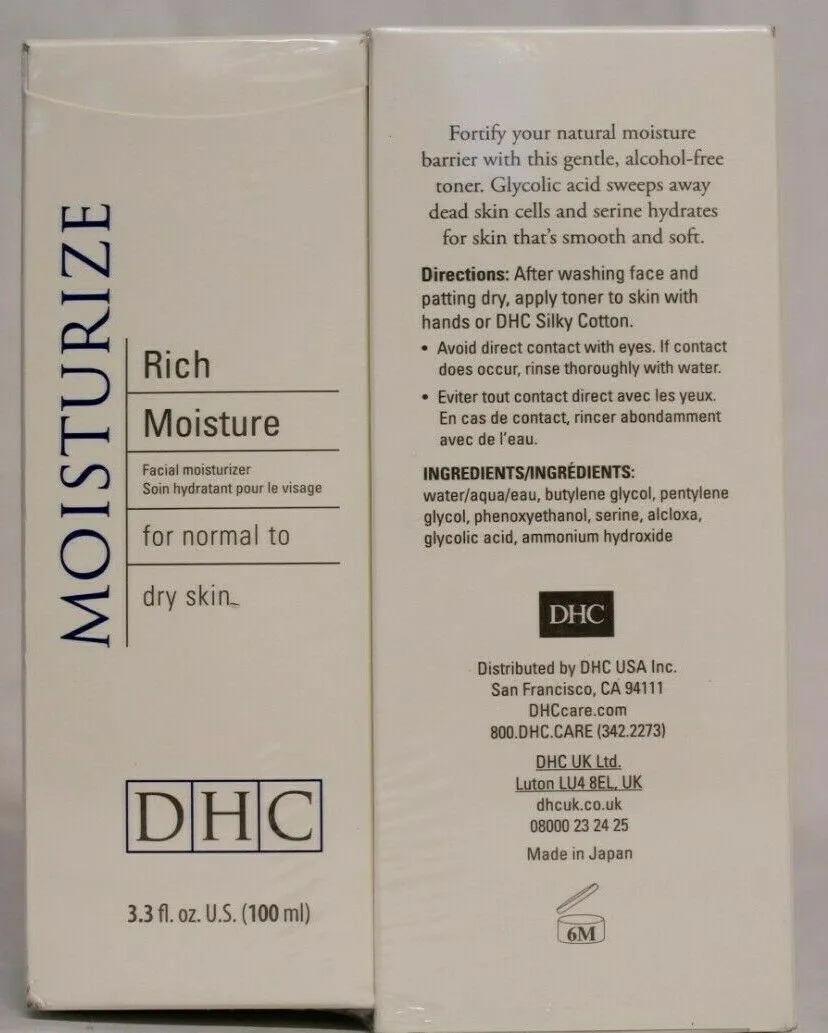 MOISTURIZE
Rich
Moisture
Facial moisturizer
Soin hydratant pour le visage
for normal to
dry skin
DHC
3.3 fl. oz. U.S. (100 ml)
Fortify your natural moisture
barrier with this gentle, alcohol-free
toner. Glycolic acid sweeps away
dead skin cells and serine hydrates
for skin that's smooth and soft.
Directions: After washing face and
patting dry, apply toner to skin with
hands or DHC Silky Cotton.
• Avoid direct contact with eyes. If contact
does occur, rinse thoroughly with water.
• Eviter tout contact direct avec les yeux.
En cas de contact, rincer abondamment
avec de l'eau.
INGREDIENTS/INGRÉDIENTS:
water/aqua/eau, butylene glycol, pentylene
glycol, phenoxyethanol, serine, alcloxa,
glycolic acid, ammonium hydroxide
DHC
Distributed by DHC USA Inc.
San Francisco, CA 94111
DHCcare.com
800.DHC.CARE (342.2273)
DHC UK Ltd.
Luton LU4 8EL, UK
dhcuk.co.uk
08000 23 24 25
Made in Japan
6M